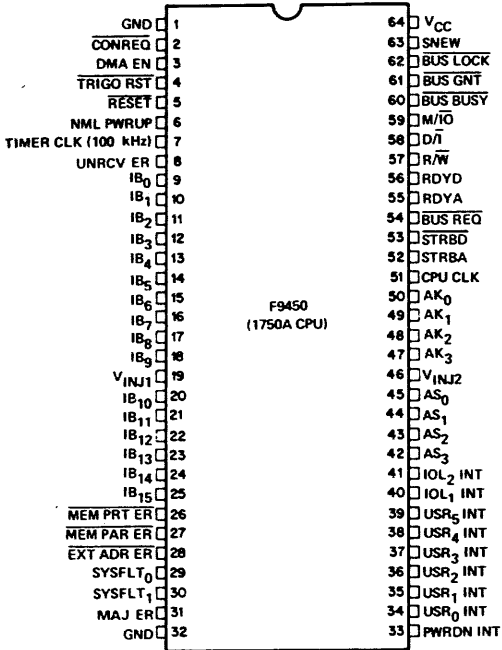 GND 1
CONREQ 2
DMA EN 3
TRIGO RST 4
RESET 5
NML PWRUP 6
TIMER CLK (100 kHz) 7
UNRCV ER 8
IB0 9
IB1 10
IB2 11
IB3 12
IB4 13
IB5 14
IB6 15
IB7 16
IB8 17
IB9 18
VINJ1 19
IB10 20
IB11 21
IB12 22
IB13 23
IB14 24
IB15 25
MEM PRT ER 26
MEM PAR ER 27
EXT ADR ER 28
SYSFLT0 29
SYSFLT1 30
MAJ ER 31
GND 32
F9450
(1750A CPU)
64 VCC
63 SNEW
62 BUS LOCK
61 BUS GNT
60 BUS BUSY
59 M/IO
58 D/I
57 R/W
56 RDYD
55 RDYA
54 BUS REQ
53 STRBD
52 STRBA
51 CPU CLK
50 AK0
49 AK1
48 AK2
47 AK3
46 VINJ2
45 AS0
44 AS1
43 AS2
42 AS3
41 IOL2 INT
40 IOL1 INT
39 USR5 INT
38 USR4 INT
37 USR3 INT
36 USR2 INT
35 USR1 INT
34 USR0 INT
33 PWRDN INT